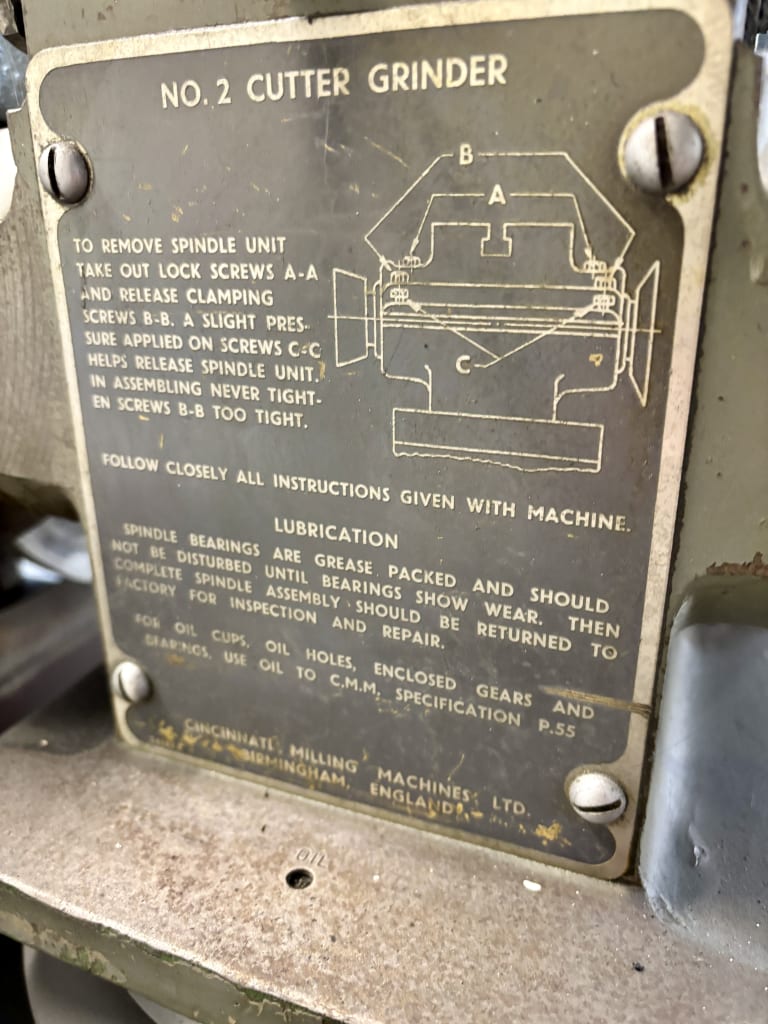 NO. 2 CUTTER GRINDER
B
A
TO REMOVE SPINDLE UNIT
TAKE OUT LOCK SCREWS A-A
AND RELEASE CLAMPING
SCREWS B-B. A SLIGHT PRES-
SURE APPLIED ON SCREWS C-C
HELPS RELEASE SPINDLE UNIT.
IN ASSEMBLING NEVER TIGHT-
EN SCREWS B-B TOO TIGHT.
C
FOLLOW CLOSELY ALL INSTRUCTIONS GIVEN WITH MACHINE.
LUBRICATION
SPINDLE BEARINGS ARE GREASE PACKED AND SHOULD
NOT BE DISTURBED UNTIL BEARINGS SHOW WEAR. THEN
COMPLETE SPINDLE ASSEMBLY SHOULD BE RETURNED TO
FACTORY FOR INSPECTION AND REPAIR.
FOR OIL CUPS, OIL HOLES, ENCLOSED GEARS AND
BEARINGS, USE OIL TO C.M.M. SPECIFICATION P.55
CINCINNATI MILLING MACHINES LTD.
BIRMINGHAM, ENGLAND
OIL